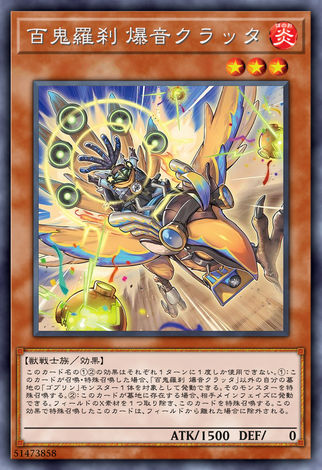 百鬼羅刹 爆音クラッタ
炎
ほのお
【獣戦士族／効果】
このカード名の①②の効果はそれぞれ１ターンに１度しか使用できない。①：こ
のカードが召喚・特殊召喚した場合、「百鬼羅刹 爆音クラッタ」以外の自分の墓地
の「ゴブリン」モンスター１体を対象として発動できる。そのモンスターを
特殊召喚する。②：このカードが墓地に存在する場合、相手メインフェイズに発動
できる。フィールドのX素材を１つ取り除き、このカードを特殊召喚する。この
効果で特殊召喚したこのカードは、フィールドから離れた場合に除外される。
ATK/1500 DEF/ 0
51473858